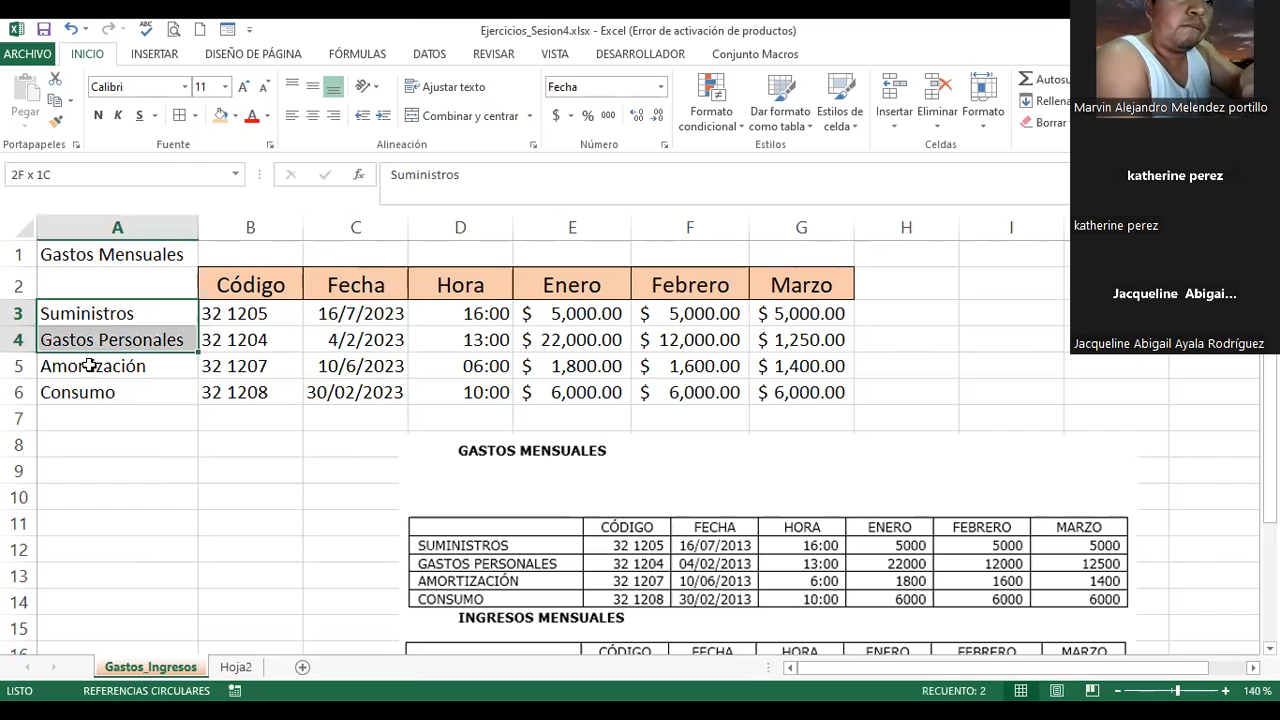 Ejercicios_Sesion4.xlsx - Excel (Error de activación de productos)
ARCHIVO INICIO INSERTAR DISEÑO DE PÁGINA FÓRMULAS DATOS REVISAR VISTA DESARROLLADOR Conjunto Macros
Calibri 11 Ajustar texto Fecha Autosu
Pegar N K S Combinar y centrar $ % 000 Formato condicional Dar formato como tabla Estilos de celda Insertar Eliminar Formato Rellena
Borrar
Portapapeles Fuente Alineación Número Estilos Celdas
Marvin Alejandro Melendez portillo
katherine perez
katherine perez
Jacqueline Abigai...
Jacqueline Abigail Ayala Rodríguez
2F x 1C fx Suministros
A B C D E F G H I
1 Gastos Mensuales
2 Código Fecha Hora Enero Febrero Marzo
3 Suministros 32 1205 16/7/2023 16:00 $ 5,000.00 $ 5,000.00 $ 5,000.00
4 Gastos Personales 32 1204 4/2/2023 13:00 $ 22,000.00 $ 12,000.00 $ 1,250.00
5 Amortización 32 1207 10/6/2023 06:00 $ 1,800.00 $ 1,600.00 $ 1,400.00
6 Consumo 32 1208 30/02/2023 10:00 $ 6,000.00 $ 6,000.00 $ 6,000.00
7
8 GASTOS MENSUALES
9
10
11 CÓDIGO FECHA HORA ENERO FEBRERO MARZO
12 SUMINISTROS 32 1205 16/07/2013 16:00 5000 5000 5000
13 GASTOS PERSONALES 32 1204 04/02/2013 13:00 22000 12000 12500
AMORTIZACIÓN 32 1207 10/06/2013 6:00 1800 1600 1400
14 CONSUMO 32 1208 30/02/2013 10:00 6000 6000 6000
15 INGRESOS MENSUALES
16 CÓDIGO FECHA HORA ENERO FEBRERO MARZO
Gastos_Ingresos Hoja2
LISTO REFERENCIAS CIRCULARES RECUENTO: 2 140 %